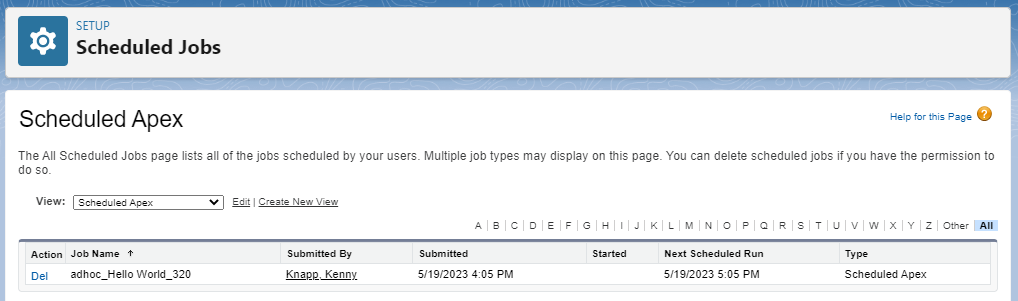 SETUP
Scheduled Jobs
Scheduled Apex
Help for this Page ?
The All Scheduled Jobs page lists all of the jobs scheduled by your users. Multiple job types may display on this page. You can delete scheduled jobs if you have the permission to
do so.
View: Scheduled Apex Edit | Create New View
A | B | C | D | E | F | G | H | I | J | K | L | M | N | O | P | Q | R | S | T | U | V | W | X | Y | Z | Other | All
Action Job Name ↑ Submitted By Submitted Started Next Scheduled Run Type
Del adhoc_Hello World_320 Knapp, Kenny 5/19/2023 4:05 PM 5/19/2023 5:05 PM Scheduled Apex